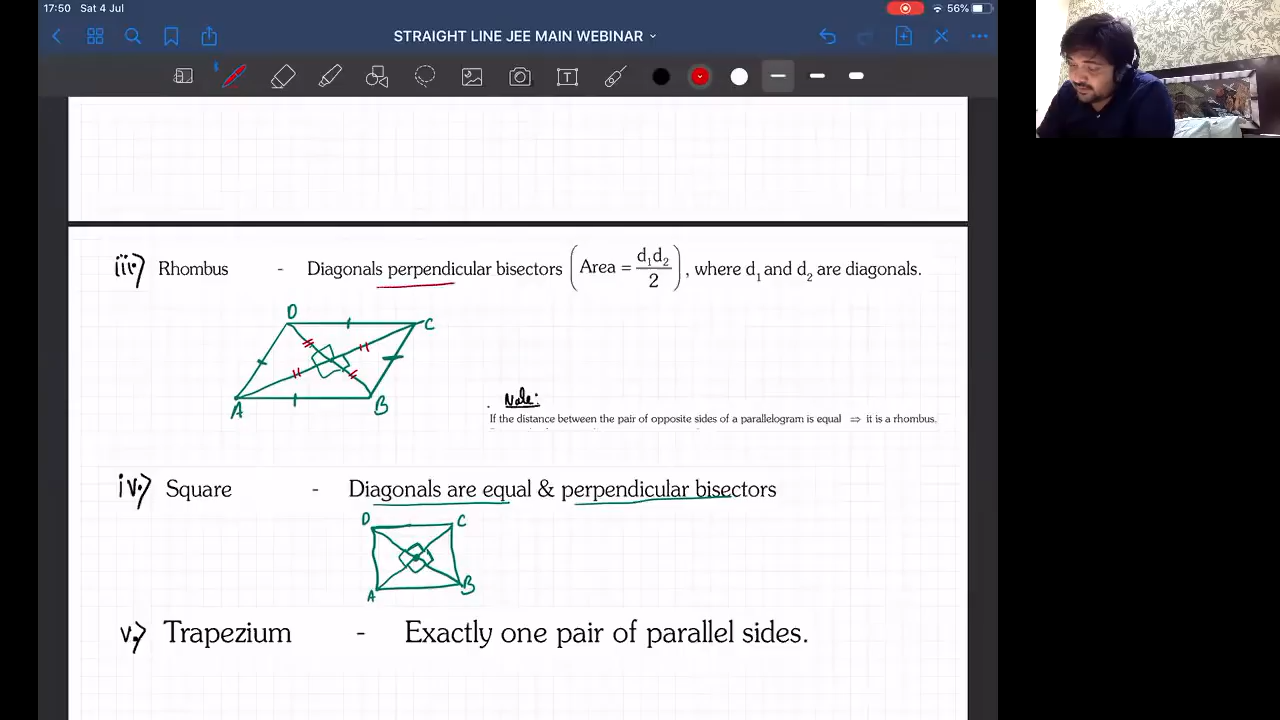 17:50 Sat 4 Jul
56%
STRAIGHT LINE JEE MAIN WEBINAR
T
iii.) Rhombus - Diagonals perpendicular bisectors (Area = d₁d₂/2), where d₁ and d₂ are diagonals.
D
C
A
B
Note:
If the distance between the pair of opposite sides of a parallelogram is equal ⇒ it is a rhombus.
iv.) Square - Diagonals are equal & perpendicular bisectors
D
C
A
B
v.) Trapezium - Exactly one pair of parallel sides.